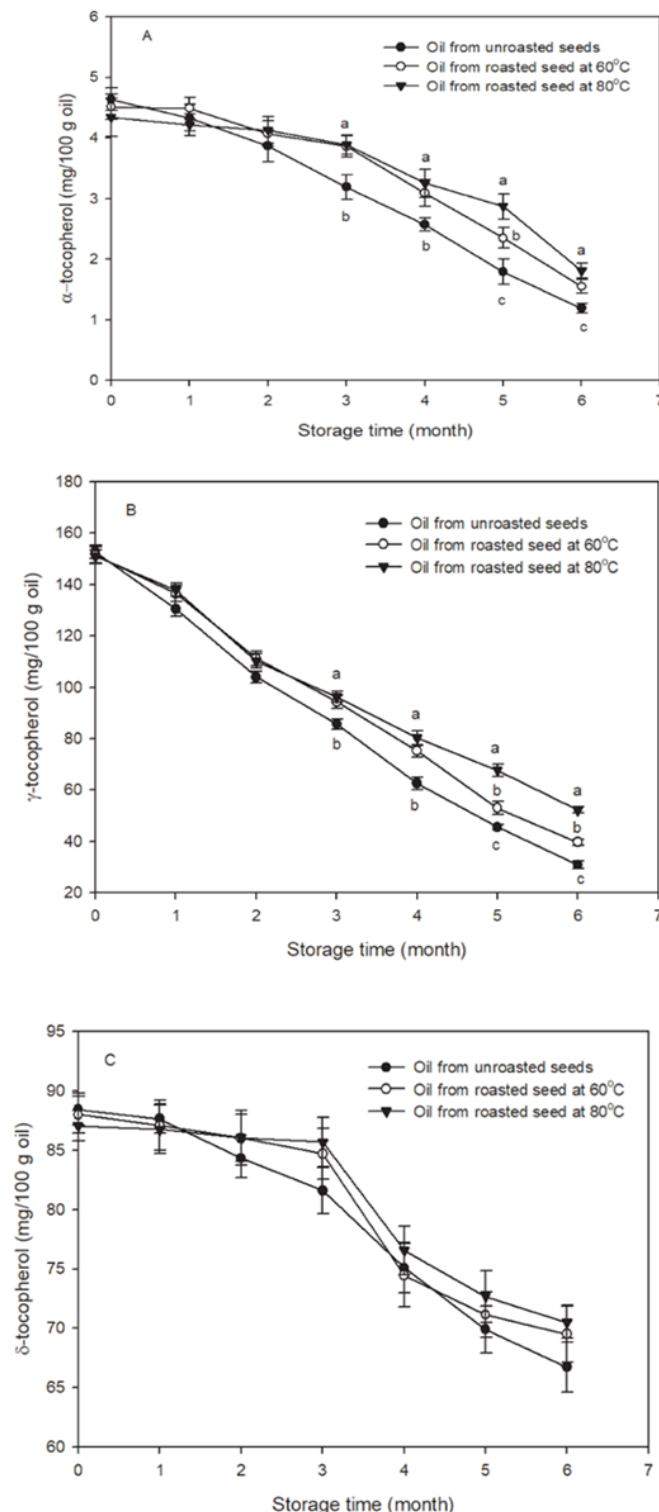 A
Oil from unroasted seeds
Oil from roasted seed at 60°C
Oil from roasted seed at 80°C
α-tocopherol (mg/100 g oil)
6
5
4
3
2
1
0
a
a
a
a
b
b
b
c
c
0 1 2 3 4 5 6 7
Storage time (month)
B
Oil from unroasted seeds
Oil from roasted seed at 60°C
Oil from roasted seed at 80°C
γ-tocopherol (mg/100 g oil)
180
160
140
120
100
80
60
40
20
a
a
a
a
b
b
b
b
c
c
0 1 2 3 4 5 6 7
Storage time (month)
C
Oil from unroasted seeds
Oil from roasted seed at 60°C
Oil from roasted seed at 80°C
δ-tocopherol (mg/100 g oil)
95
90
85
80
75
70
65
60
0 1 2 3 4 5 6 7
Storage time (month)